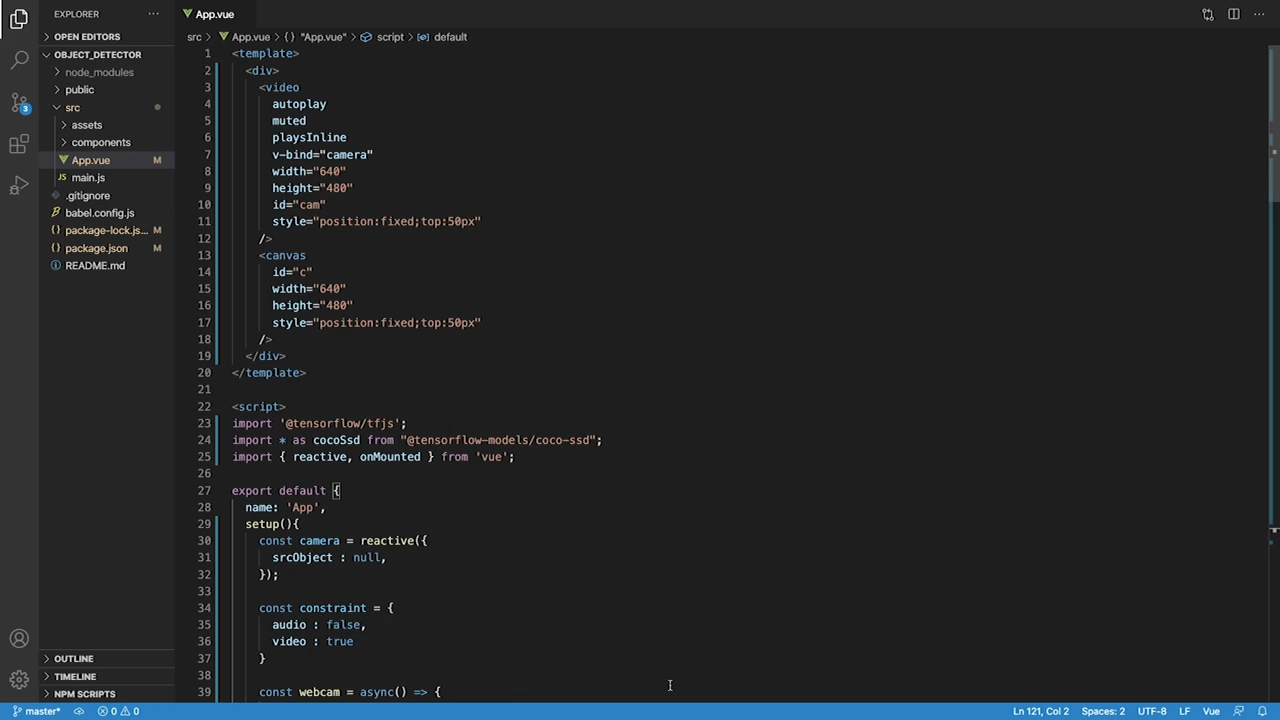 EXPLORER
OPEN EDITORS
OBJECT_DETECTOR
node_modules
public
src
assets
components
App.vue M
main.js
.gitignore
babel.config.js
package-lock.js... M
package.json M
README.md
OUTLINE
TIMELINE
NPM SCRIPTS
3
App.vue
src > App.vue > {} "App.vue" > script > default
1 <template>
2 <div>
3 <video
4 autoplay
5 muted
6 playsInline
7 v-bind="camera"
8 width="640"
9 height="480"
10 id="cam"
11 style="position:fixed;top:50px"
12 />
13 <canvas
14 id="c"
15 width="640"
16 height="480"
17 style="position:fixed;top:50px"
18 />
19 </div>
20 </template>
21
22 <script>
23 import '@tensorflow/tfjs';
24 import * as cocoSsd from "@tensorflow-models/coco-ssd";
25 import { reactive, onMounted } from 'vue';
26
27 export default {
28 name: 'App',
29 setup(){
30 const camera = reactive({
31 srcObject : null,
32 });
33
34 const constraint = {
35 audio : false,
36 video : true
37 }
38
39 const webcam = async() => {
master* 0 0 Ln 121, Col 2 Spaces: 2 UTF-8 LF Vue